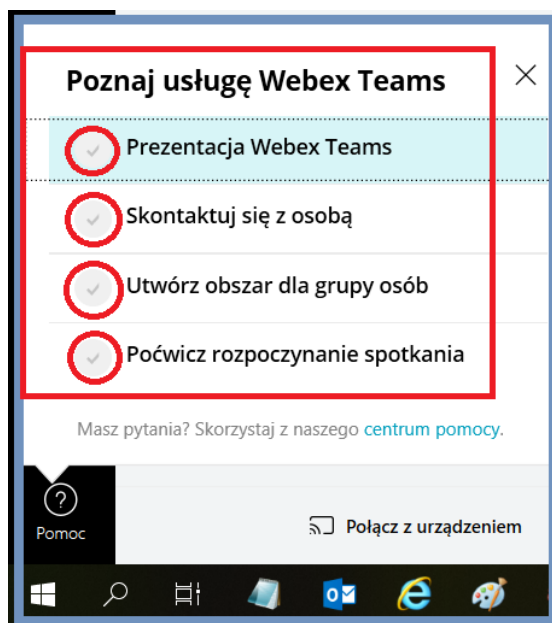 Poznaj usługę Webex Teams
Prezentacja Webex Teams
Skontaktuj się z osobą
Utwórz obszar dla grupy osób
Poćwicz rozpoczynanie spotkania
Masz pytania? Skorzystaj z naszego centrum pomocy.
?
Pomoc
Połącz z urządzeniem